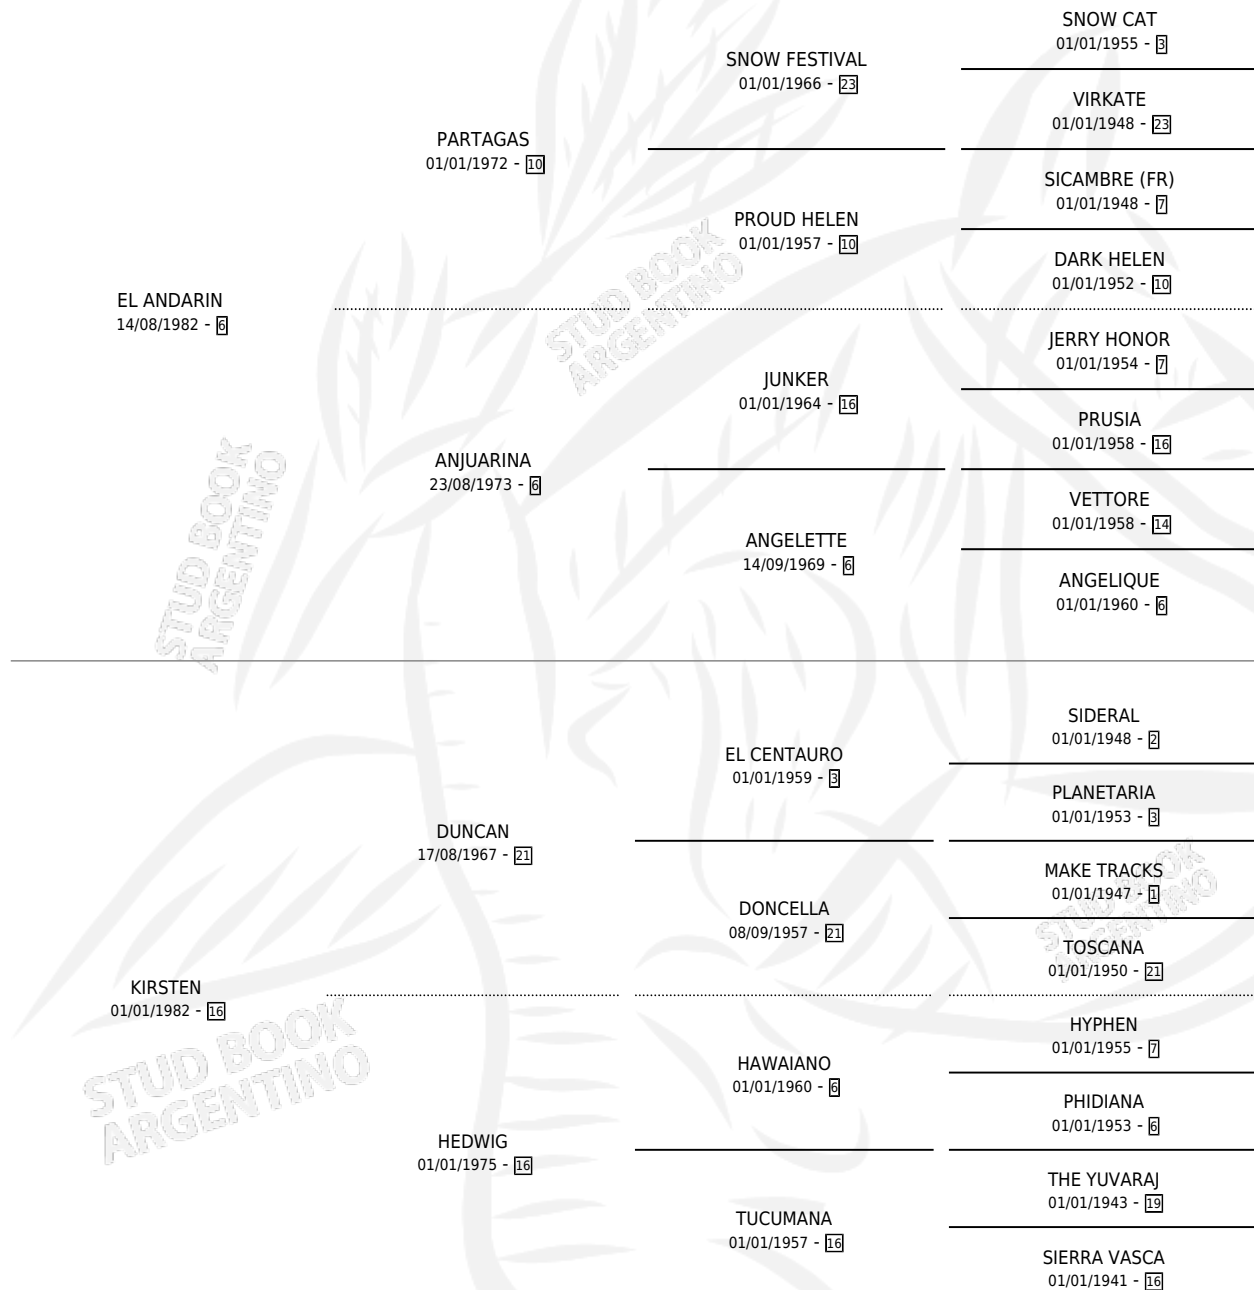 SNOW CAT
01/01/1955 - 3
SNOW FESTIVAL
01/01/1966 - 23
VIRKATE
01/01/1948 - 23
PARTAGAS
01/01/1972 - 10
SICAMBRE (FR)
01/01/1948 - 7
PROUD HELEN
01/01/1957 - 10
DARK HELEN
01/01/1952 - 10
EL ANDARIN
14/08/1982 - 6
STUD BOOK
ARGENTINO
JERRY HONOR
01/01/1954 - 7
JUNKER
01/01/1964 - 16
PRUSIA
01/01/1958 - 16
ANJUARINA
23/08/1973 - 6
VETTORE
01/01/1958 - 14
ANGELETTE
14/09/1969 - 6
ANGELIQUE
01/01/1960 - 6
STUD BOOK
ARGENTINO
SIDERAL
01/01/1948 - 2
EL CENTAURO
01/01/1959 - 3
PLANETARIA
01/01/1953 - 3
DUNCAN
17/08/1967 - 21
MAKE TRACKS
01/01/1947 - 1
DONCELLA
08/09/1957 - 21
STUD BOOK
ARGENTINO
TOSCANA
01/01/1950 - 21
KIRSTEN
01/01/1982 - 16
STUD BOOK
ARGENTINO
HYPHEN
01/01/1955 - 7
HAWAIANO
01/01/1960 - 6
PHIDIANA
01/01/1953 - 6
HEDWIG
01/01/1975 - 16
THE YUVARAJ
01/01/1943 - 19
TUCUMANA
01/01/1957 - 16
SIERRA VASCA
01/01/1941 - 16